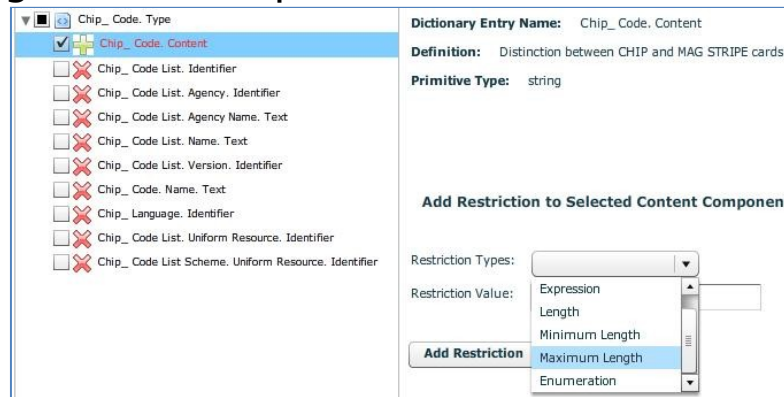 Chip_ Code. Type
Chip_ Code. Content
Chip_ Code List. Identifier
Chip_ Code List. Agency. Identifier
Chip_ Code List. Agency Name. Text
Chip_ Code List. Name. Text
Chip_ Code List. Version. Identifier
Chip_ Code. Name. Text
Chip_ Language. Identifier
Chip_ Code List. Uniform Resource. Identifier
Chip_ Code List Scheme. Uniform Resource. Identifier
Dictionary Entry Name: Chip_ Code. Content
Definition: Distinction between CHIP and MAG STRIPE cards
Primitive Type: string
Add Restriction to Selected Content Componen
Restriction Types:
Restriction Value:
Expression
Length
Minimum Length
Maximum Length
Enumeration
Add Restriction